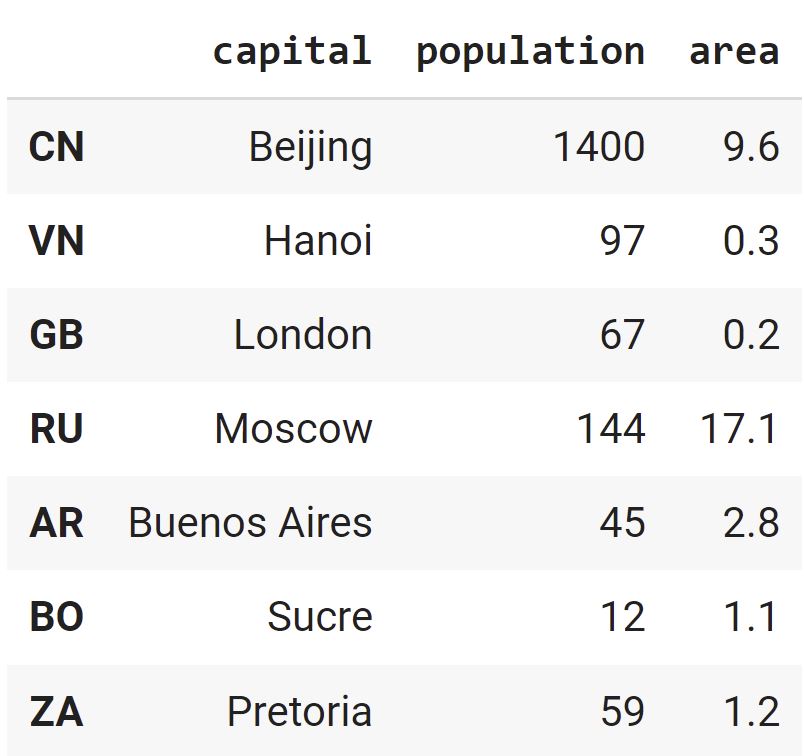 capital population area
CN Beijing 1400 9.6
VN Hanoi 97 0.3
GB London 67 0.2
RU Moscow 144 17.1
AR Buenos Aires 45 2.8
BO Sucre 12 1.1
ZA Pretoria 59 1.2